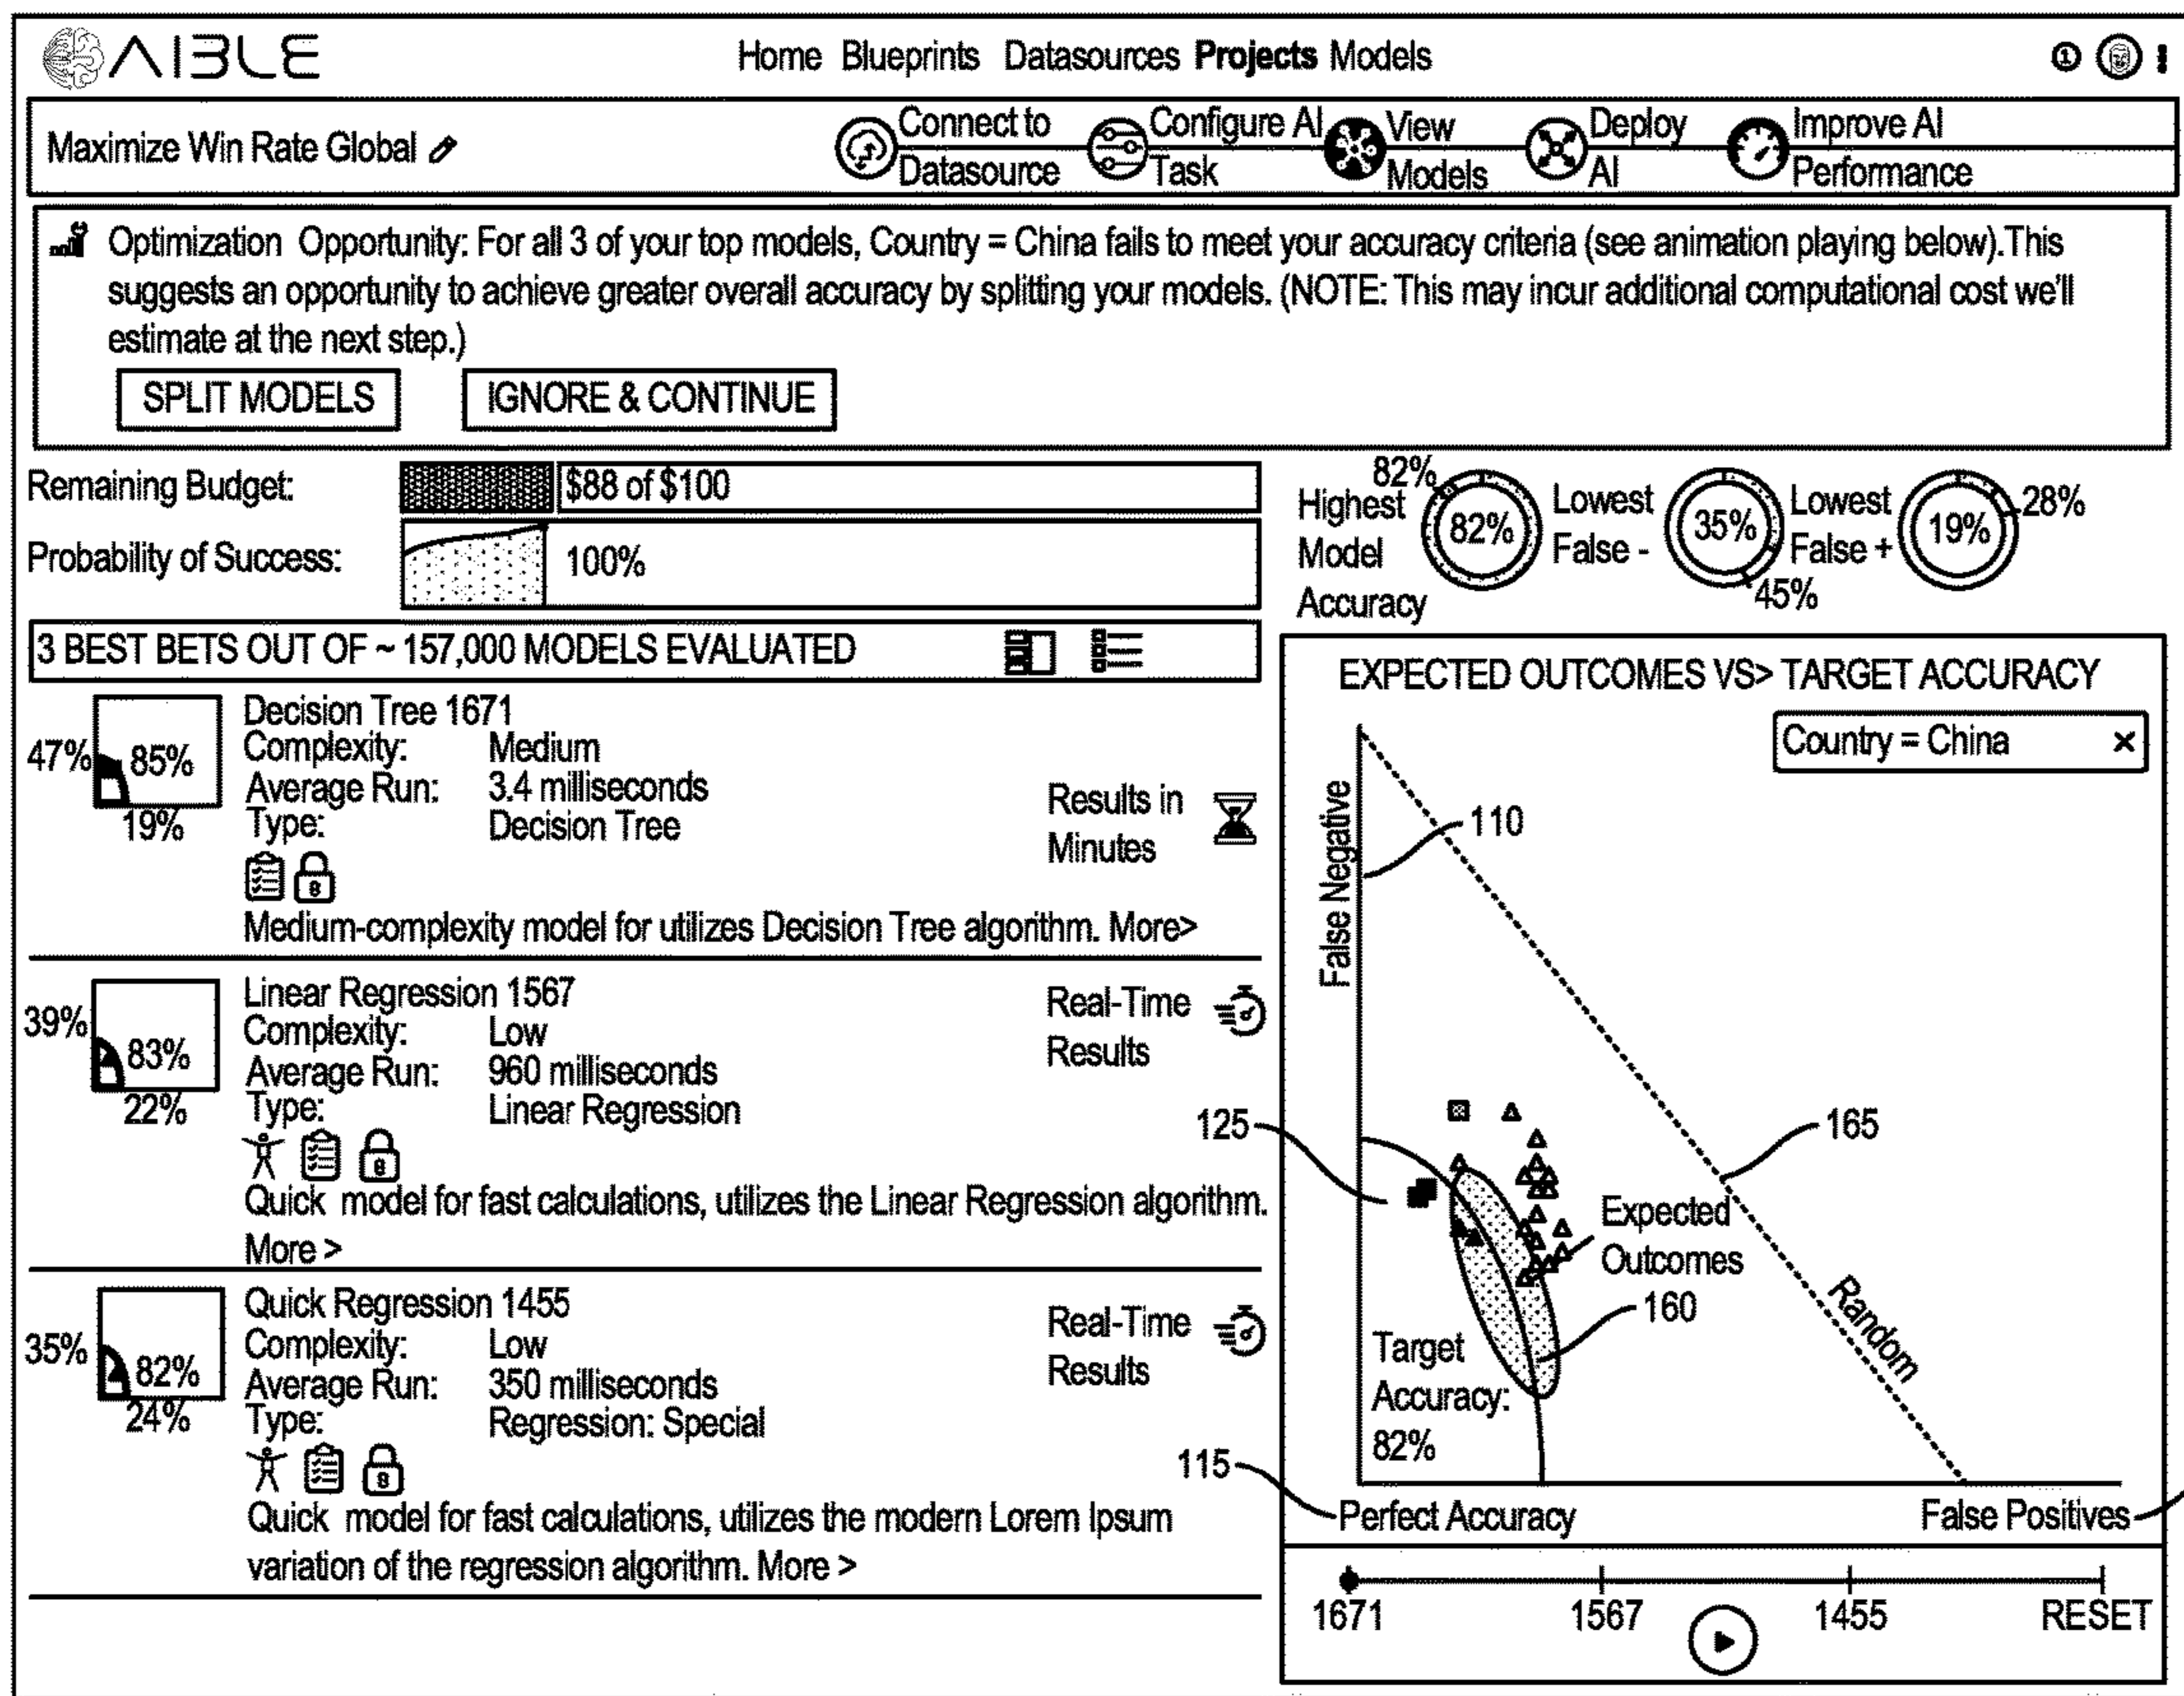 AIBLE
Home Blueprints Datasources Projects Models
1
Maximize Win Rate Global
Connect to
Datasource
Configure AI
Task
View
Models
Deploy
AI
Improve AI
Performance
Optimization Opportunity: For all 3 of your top models, Country = China fails to meet your accuracy criteria (see animation playing below).This
suggests an opportunity to achieve greater overall accuracy by splitting your models. (NOTE: This may incur additional computational cost we'll
estimate at the next step.)
SPLIT MODELS
IGNORE & CONTINUE
Remaining Budget:
$88 of $100
Probability of Success:
100%
Highest
Model
Accuracy
82%
82%
Lowest
False -
35%
45%
Lowest
False +
19%
28%
3 BEST BETS OUT OF ~ 157,000 MODELS EVALUATED
47%
85%
19%
Decision Tree 1671
Complexity: Medium
Average Run: 3.4 milliseconds
Type: Decision Tree
Results in
Minutes
Medium-complexity model for utilizes Decision Tree algorithm. More>
39%
83%
22%
Linear Regression 1567
Complexity: Low
Average Run: 960 milliseconds
Type: Linear Regression
Real-Time
Results
Quick model for fast calculations, utilizes the Linear Regression algorithm.
More >
35%
82%
24%
Quick Regression 1455
Complexity: Low
Average Run: 350 milliseconds
Type: Regression: Special
Real-Time
Results
Quick model for fast calculations, utilizes the modern Lorem Ipsum
variation of the regression algorithm. More >
EXPECTED OUTCOMES VS> TARGET ACCURACY
Country = China ×
False Negative
110
125
165
Expected
Outcomes
160
Random
Target
Accuracy:
82%
115
Perfect Accuracy
False Positives
1671
1567
1455
RESET